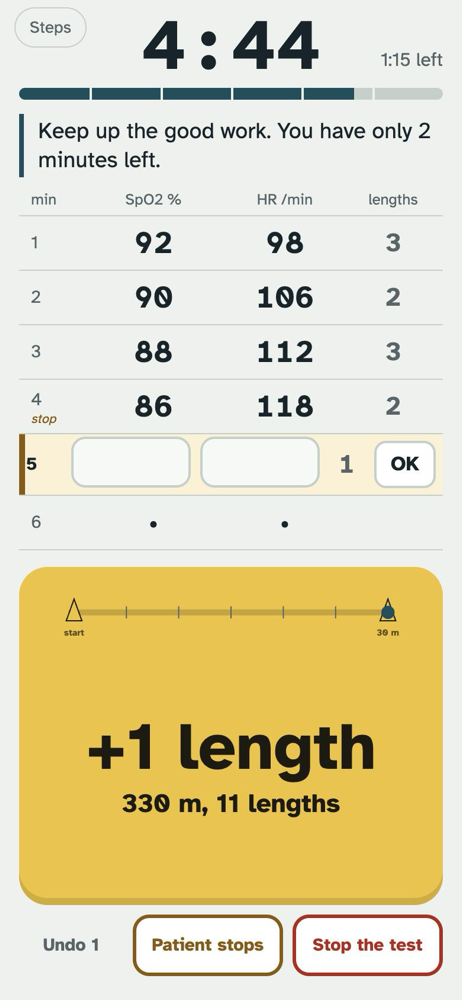 Steps
4:44
1:15 left
Keep up the good work. You have only 2
minutes left.
min SpO2 % HR /min lengths
1 92 98 3
2 90 106 2
3 88 112 3
4 86 118 2
stop
5 1 OK
6 • •
start 30 m
+1 length
330 m, 11 lengths
Undo 1 Patient stops Stop the test